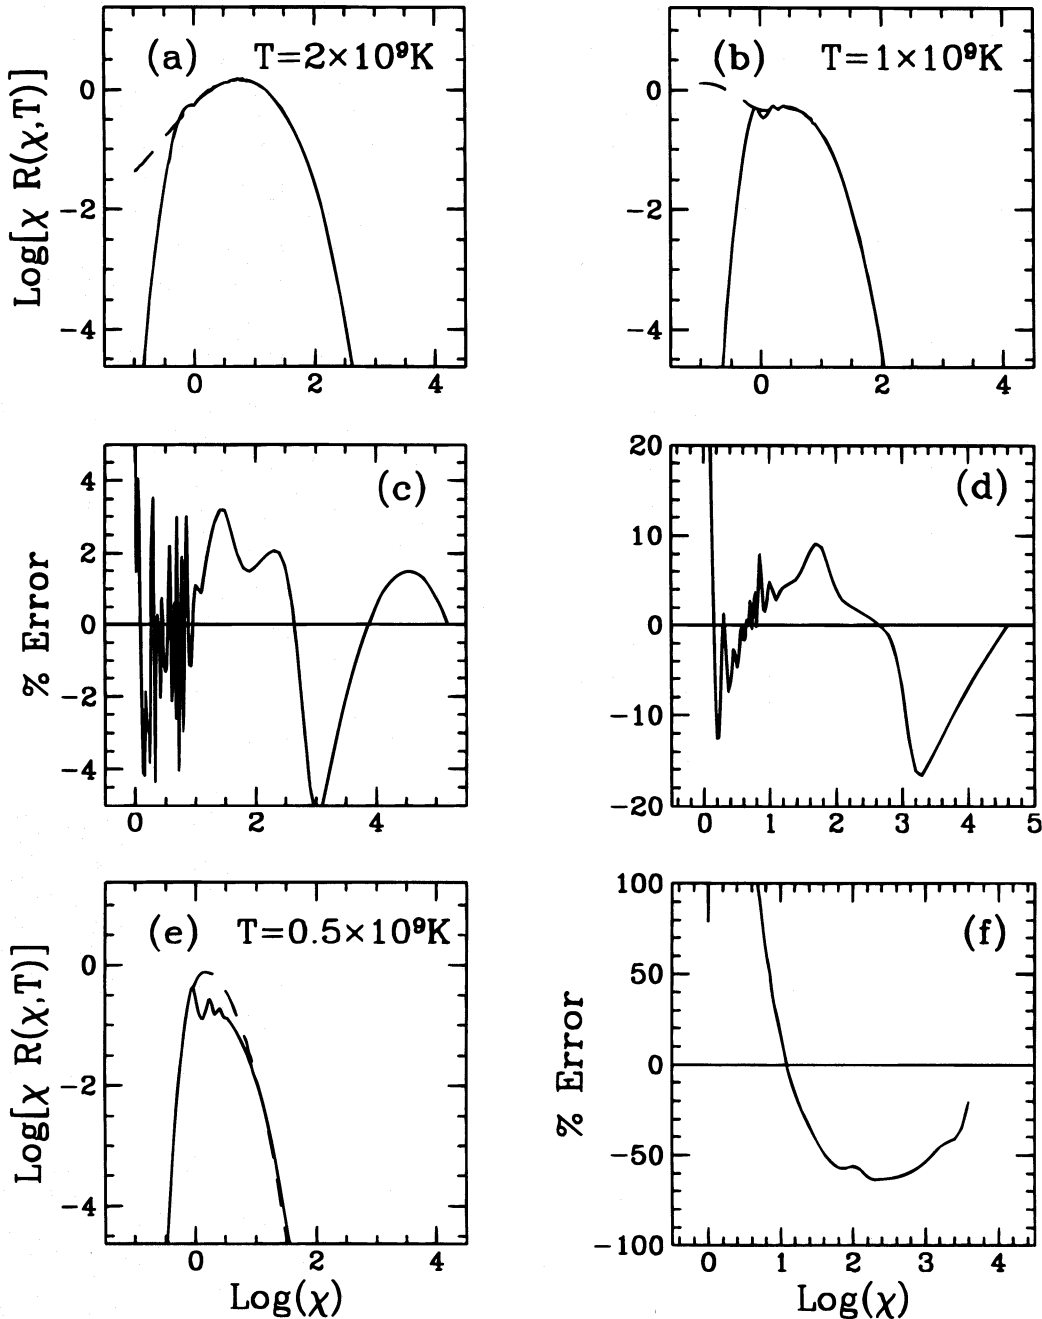 (a) T=2×10⁹K
(b) T=1×10⁹K
Log[χ R(χ,T)]
0
-2
-4
0 2 4
0
-2
-4
0 2 4
(c)
% Error
4
2
0
-2
-4
0 2 4
(d)
20
10
0
-10
-20
0 1 2 3 4 5
(e) T=0.5×10⁹K
Log[χ R(χ,T)]
0
-2
-4
0 2 4
Log(χ)
(f)
% Error
100
50
0
-50
-100
0 1 2 3 4
Log(χ)